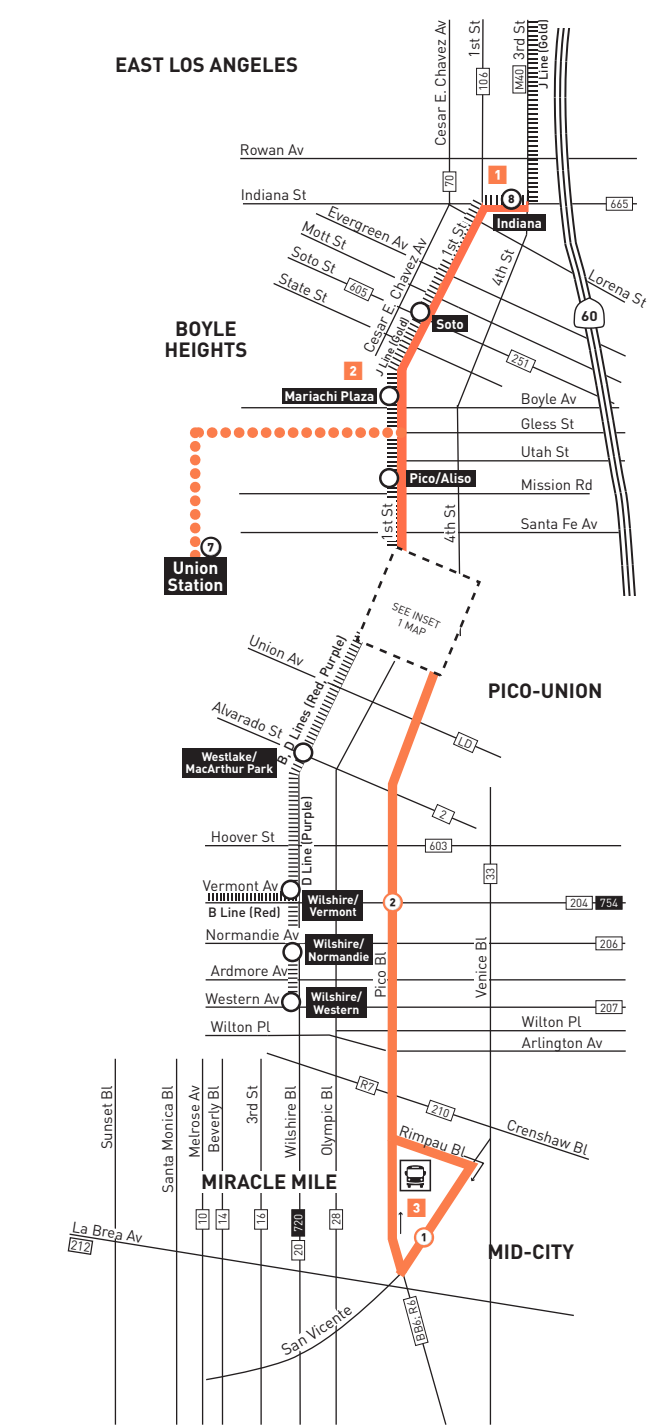 EAST LOS ANGELES
Cesar E. Chavez Av
1st St
3rd St
J Line (Gold)
106
M40
Rowan Av
70
1
Indiana St
8
665
Indiana
Evergreen Av
Mott St
Soto St
State St
605
Cesar E. Chavez Av
1st St
4th St
Lorena St
60
BOYLE
HEIGHTS
Soto
J Line (Gold)
251
2
Mariachi Plaza
Boyle Av
Gless St
Utah St
Pico/Aliso
Mission Rd
1st St
4th St
Santa Fe Av
7
Union
Station
SEE INSET
1 MAP
Union Av
B, D Lines (Red, Purple)
PICO-UNION
Alvarado St
LD
Westlake/
MacArthur Park
2
D Line (Purple)
Hoover St
603
33
Vermont Av
B Line (Red)
Wilshire/
Vermont
2
204
754
Normandie Av
Wilshire/
Normandie
206
Pico Bl
Venice Bl
Ardmore Av
Western Av
Wilshire/
Western
207
Wilton Pl
Wilton Pl
Arlington Av
R7
210
Crenshaw Bl
Sunset Bl
Santa Monica Bl
Melrose Av
Beverly Bl
3rd St
Wilshire Bl
Olympic Bl
Rimpau Bl
MIRACLE MILE
3
10
14
16
720
20
28
1
La Brea Av
212
MID-CITY
San Vicente
BB6; R6